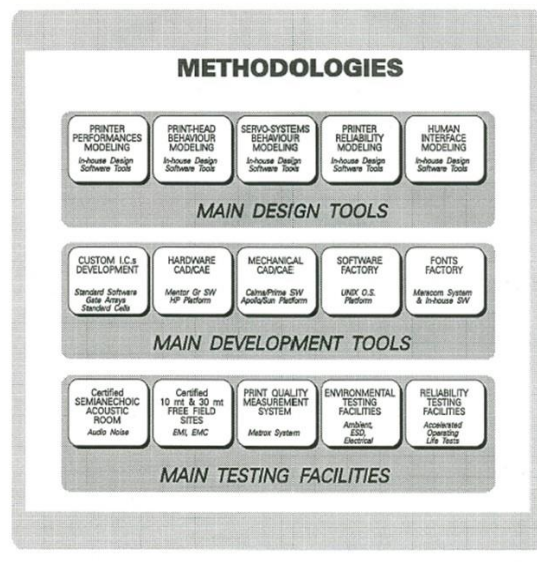 METHODOLOGIES
PRINTER
PERFORMANCES
MODELING
In-house Design
Software Tools
PRINT-HEAD
BEHAVIOUR
MODELING
In-house Design
Software Tools
SERVO-SYSTEMS
BEHAVIOUR
MODELING
In-house Design
Software Tools
PRINTER
RELIABILITY
MODELING
In-house Design
Software Tools
HUMAN
INTERFACE
MODELING
In-house Design
Software Tools
MAIN DESIGN TOOLS
CUSTOM I.C.s
DEVELOPMENT
Standard Software
Gate Arrays
Standard Cells
HARDWARE
CAD/CAE
Mentor Gr SW
HP Platform
MECHANICAL
CAD/CAE
Calma/Prime SW
Apollo/Sun Platform
SOFTWARE
FACTORY
UNIX O.S.
Platform
FONTS
FACTORY
Maracom System
& In-house SW
MAIN DEVELOPMENT TOOLS
Certified
SEMIANECHOIC
ACOUSTIC
ROOM
Audio Noise
Certified
10 mt & 30 mt
FREE FIELD
SITES
EMI, EMC
PRINT QUALITY
MEASUREMENT
SYSTEM
Matrox System
ENVIRONMENTAL
TESTING
FACILITIES
Ambient,
ESD,
Electrical
RELIABILITY
TESTING
FACILITIES
Accelerated
Operating
Life Tests
MAIN TESTING FACILITIES